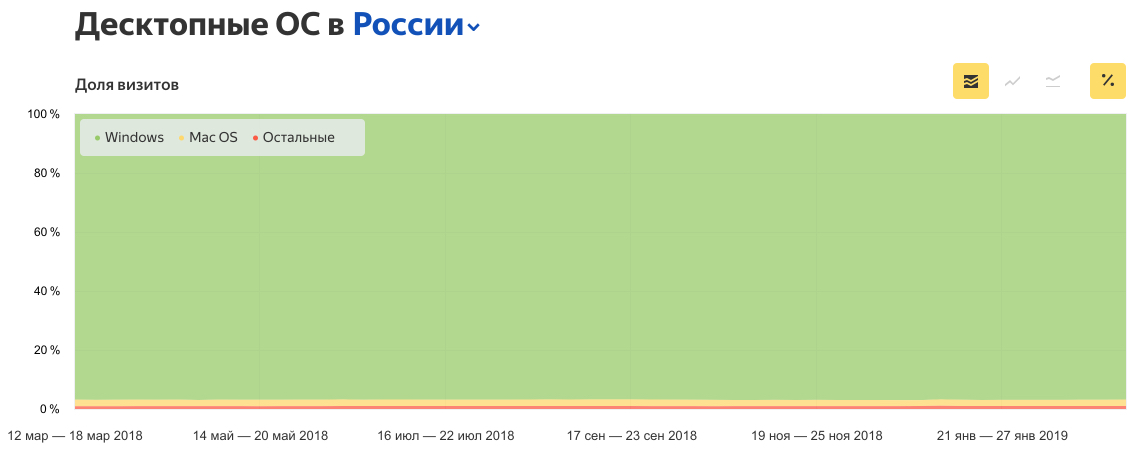 Десктопные ОС в России
Доля визитов
100 %
Windows Mac OS Остальные
80 %
60 %
40 %
20 %
0 %
12 мар — 18 мар 2018 14 май — 20 май 2018 16 июл — 22 июл 2018 17 сен — 23 сен 2018 19 ноя — 25 ноя 2018 21 янв — 27 янв 2019